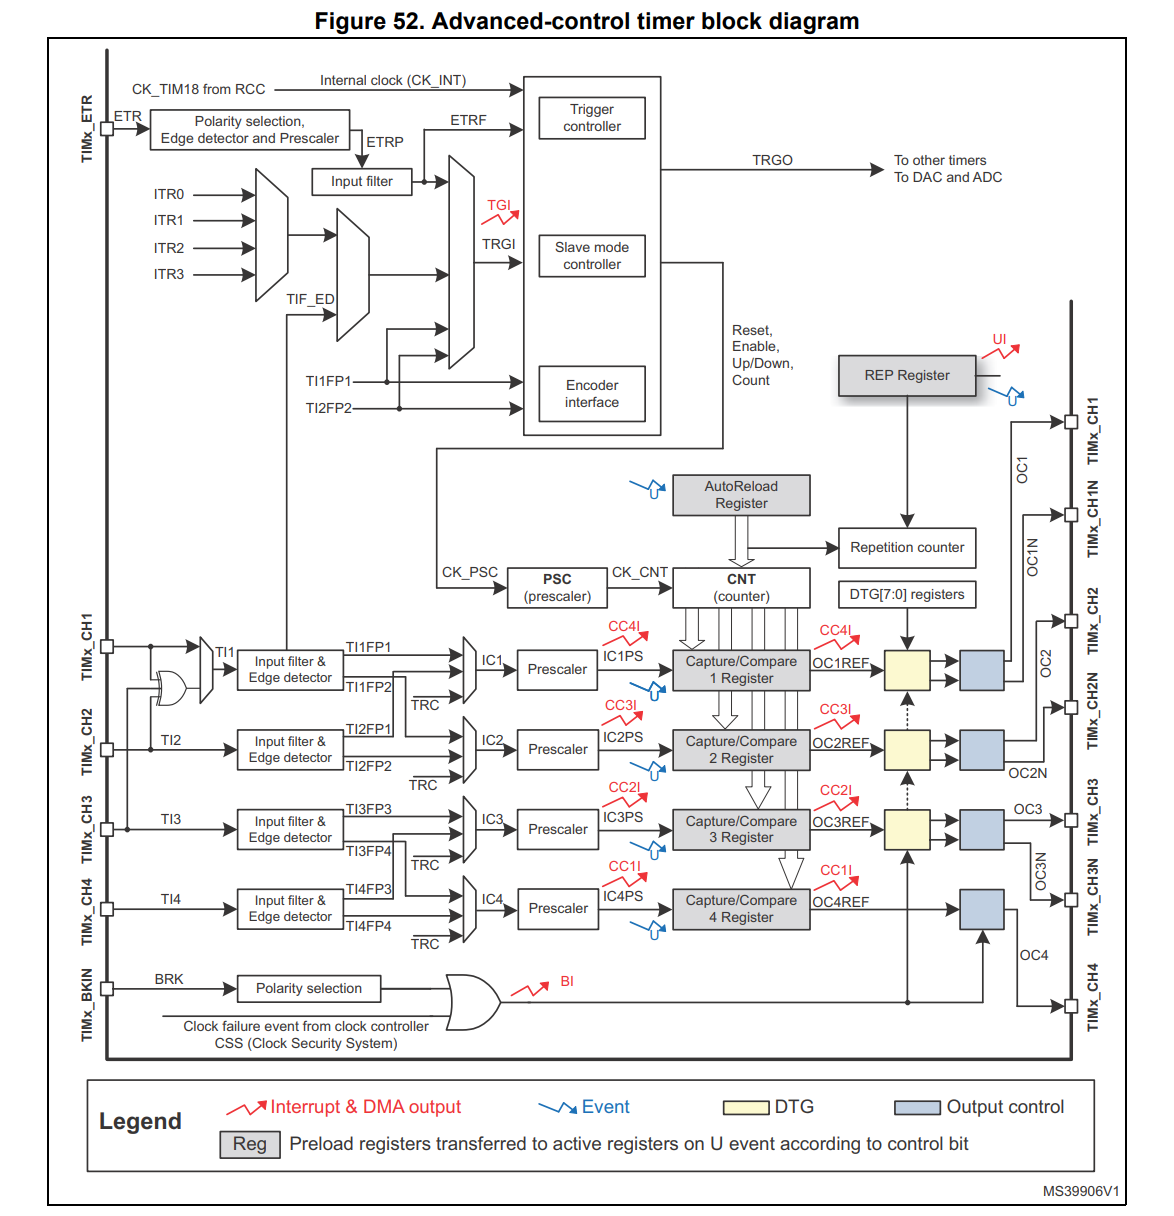 Figure 52. Advanced-control timer block diagram
CK_TIM18 from RCC
Internal clock (CK_INT)
TIMx_ETR
ETR
Polarity selection,
Edge detector and Prescaler
ETRP
ETRF
Input filter
Trigger
controller
TRGO
To other timers
To DAC and ADC
ITR0
ITR1
ITR2
ITR3
TGI
TRGI
Slave mode
controller
TIF_ED
Reset,
Enable,
Up/Down,
Count
TI1FP1
TI2FP2
Encoder
interface
REP Register
UI
U
U
AutoReload
Register
Repetition counter
CK_PSC
PSC
(prescaler)
CK_CNT
CNT
(counter)
DTG[7:0] registers
TIMx_CH1
TI1
Input filter &
Edge detector
TI1FP1
TI1FP2
TRC
IC1
Prescaler
CC4I
IC1PS
U
Capture/Compare
1 Register
CC4I
OC1REF
OC1
TIMx_CH1
OC1N
TIMx_CH1N
TIMx_CH2
TI2
Input filter &
Edge detector
TI2FP1
TI2FP2
TRC
IC2
Prescaler
CC3I
IC2PS
U
Capture/Compare
2 Register
CC3I
OC2REF
OC2
TIMx_CH2
OC2N
TIMx_CH2N
TIMx_CH3
TI3
Input filter &
Edge detector
TI3FP3
TI3FP4
TRC
IC3
Prescaler
CC2I
IC3PS
U
Capture/Compare
3 Register
CC2I
OC3REF
OC3
TIMx_CH3
OC3N
TIMx_CH3N
TIMx_CH4
TI4
Input filter &
Edge detector
TI4FP3
TI4FP4
TRC
IC4
Prescaler
CC1I
IC4PS
U
Capture/Compare
4 Register
CC1I
OC4REF
OC4
TIMx_CH4
TIMx_BKIN
BRK
Polarity selection
BI
Clock failure event from clock controller
CSS (Clock Security System)
Legend
Interrupt & DMA output
Event
DTG
Output control
Reg
Preload registers transferred to active registers on U event according to control bit
MS39906V1